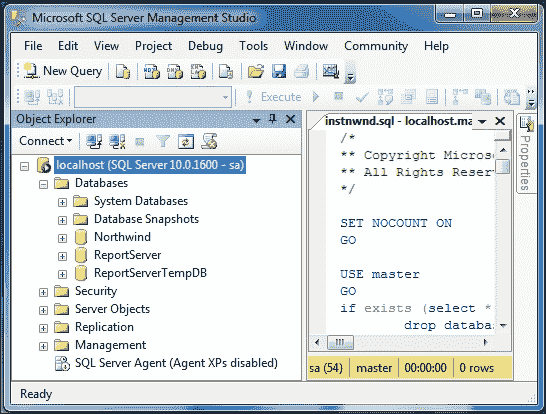 Microsoft SQL Server Management Studio
File Edit View Project Debug Tools Window Community Help
New Query
Execute
Object Explorer
Connect
localhost (SQL Server 10.0.1600 - sa)
Databases
System Databases
Database Snapshots
Northwind
ReportServer
ReportServerTempDB
Security
Server Objects
Replication
Management
SQL Server Agent (Agent XPs disabled)
instnwnd.sql - localhost.ma
/*
** Copyright Micros
** All Rights Reser
*/
SET NOCOUNT ON
GO
USE master
GO
if exists (select *
drop databa
sa (54) master 00:00:00 0 rows
Properties
Ready